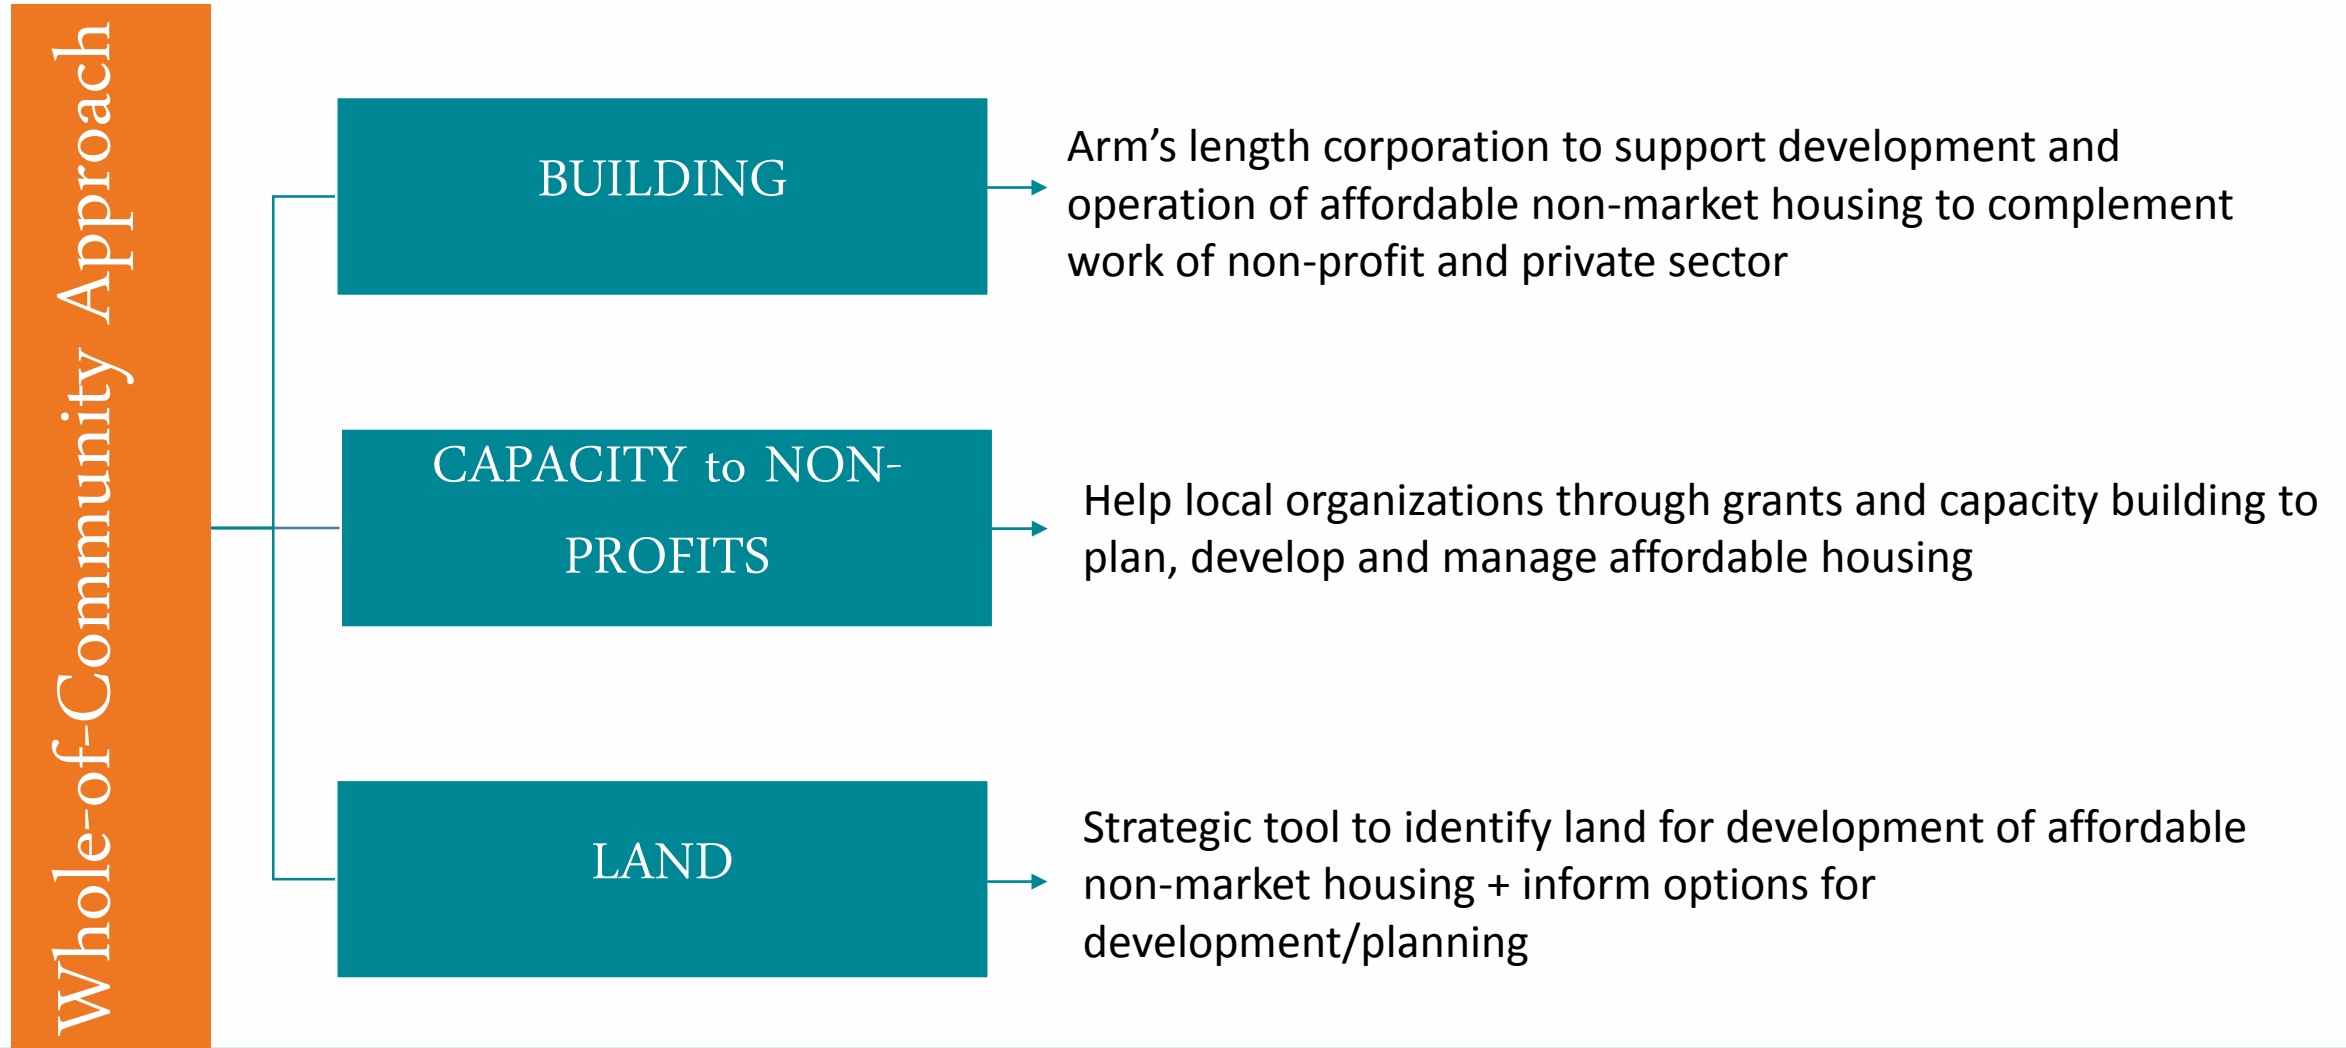 Whole-of-Community Approach
BUILDING
Arm’s length corporation to support development and
operation of affordable non-market housing to complement
work of non-profit and private sector
CAPACITY to NON-
PROFITS
Help local organizations through grants and capacity building to
plan, develop and manage affordable housing
LAND
Strategic tool to identify land for development of affordable
non-market housing + inform options for
development/planning